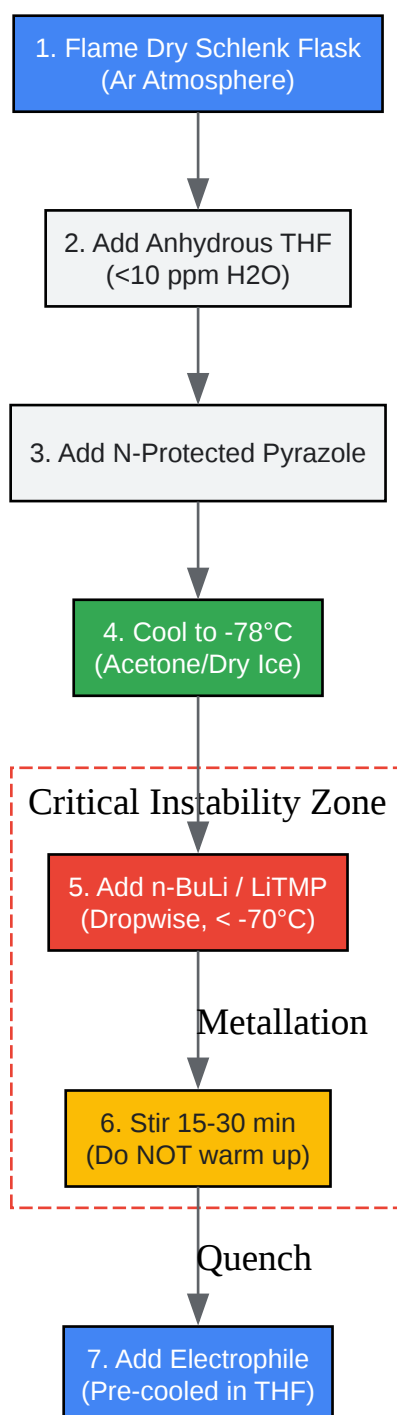 1. Flame Dry Schlenk Flask
(Ar Atmosphere)
2. Add Anhydrous THF
(<10 ppm H2O)
3. Add N-Protected Pyrazole
4. Cool to -78°C
(Acetone/Dry Ice)
Critical Instability Zone
5. Add n-BuLi / LiTMP
(Dropwise, < -70°C)
Metallation
6. Stir 15-30 min
(Do NOT warm up)
Quench
7. Add Electrophile
(Pre-cooled in THF)